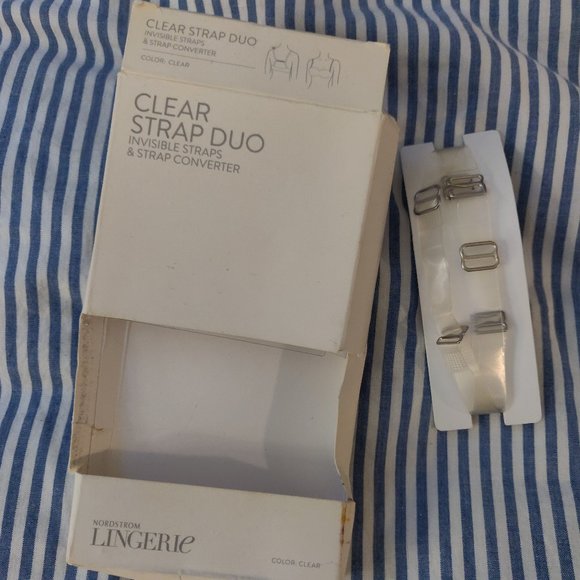 CLEAR STRAP DUO
INVISIBLE STRAPS
& STRAP CONVERTER
COLOR: CLEAR
CLEAR
STRAP DUO
INVISIBLE STRAPS
& STRAP CONVERTER
NORDSTROM
LINGERIE
COLOR: CLEAR